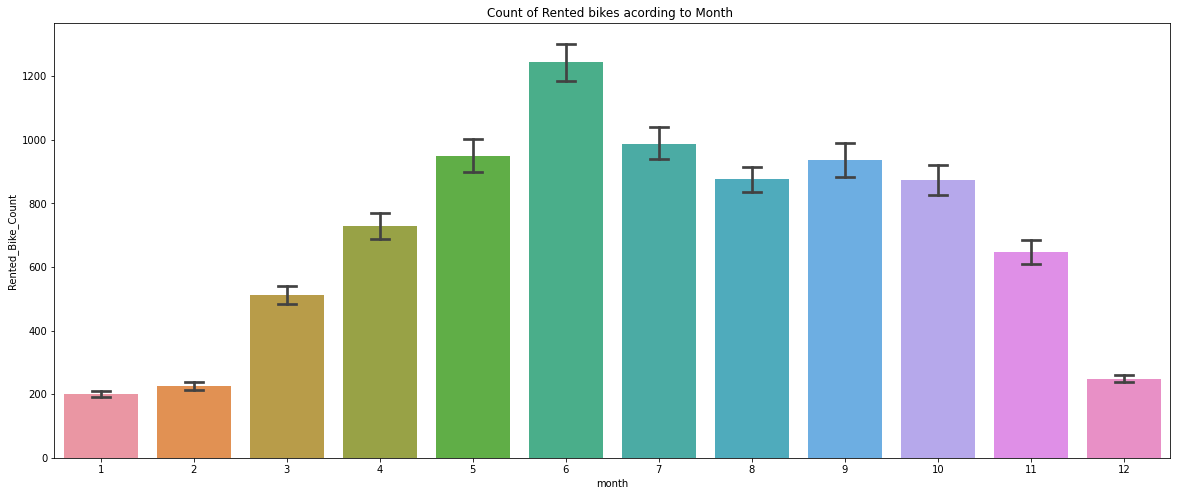 Count of Rented bikes acording to Month
Rented_Bike_Count
1200
1000
800
600
400
200
0
1 2 3 4 5 6 7 8 9 10 11 12
month